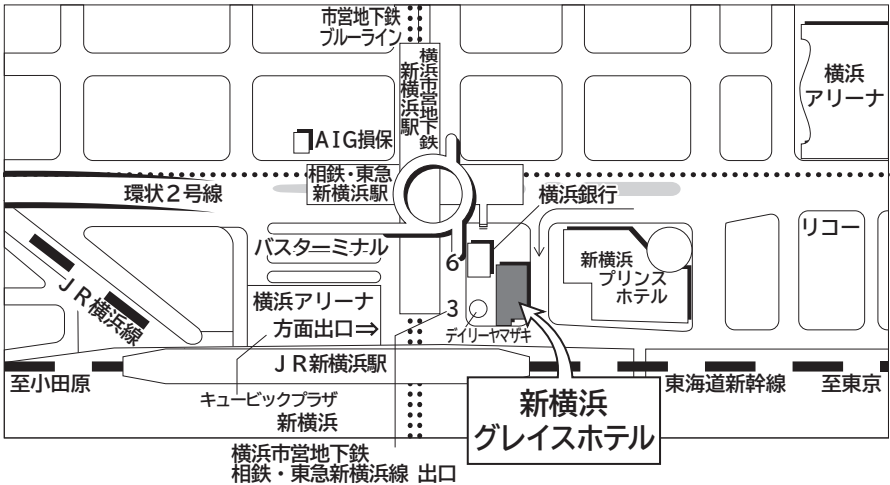 市営地下鉄
ブルーライン
横浜市営地下鉄
新横浜駅
横浜
アリーナ
AIG損保
相鉄・東急
新横浜駅
環状2号線
横浜銀行
バスターミナル
6
リコー
新横浜
プリンス
ホテル
JR横浜線
横浜アリーナ
方面出口⇒
3
デイリーヤマザキ
JR新横浜駅
至小田原
東海道新幹線
至東京
キュービックプラザ
新横浜
新横浜
グレイスホテル
横浜市営地下鉄
相鉄・東急新横浜線 出口